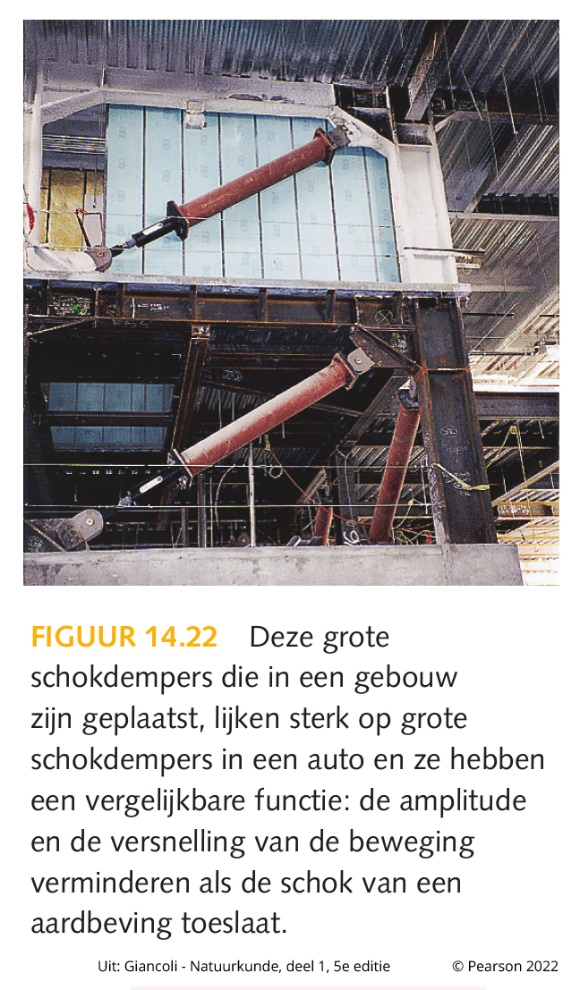 FIGUUR 14.22 Deze grote
schokdempers die in een gebouw
zijn geplaatst, lijken sterk op grote
schokdempers in een auto en ze hebben
een vergelijkbare functie: de amplitude
en de versnelling van de beweging
verminderen als de schok van een
aardbeving toeslaat.
Uit: Giancoli - Natuurkunde, deel 1, 5e editie © Pearson 2022